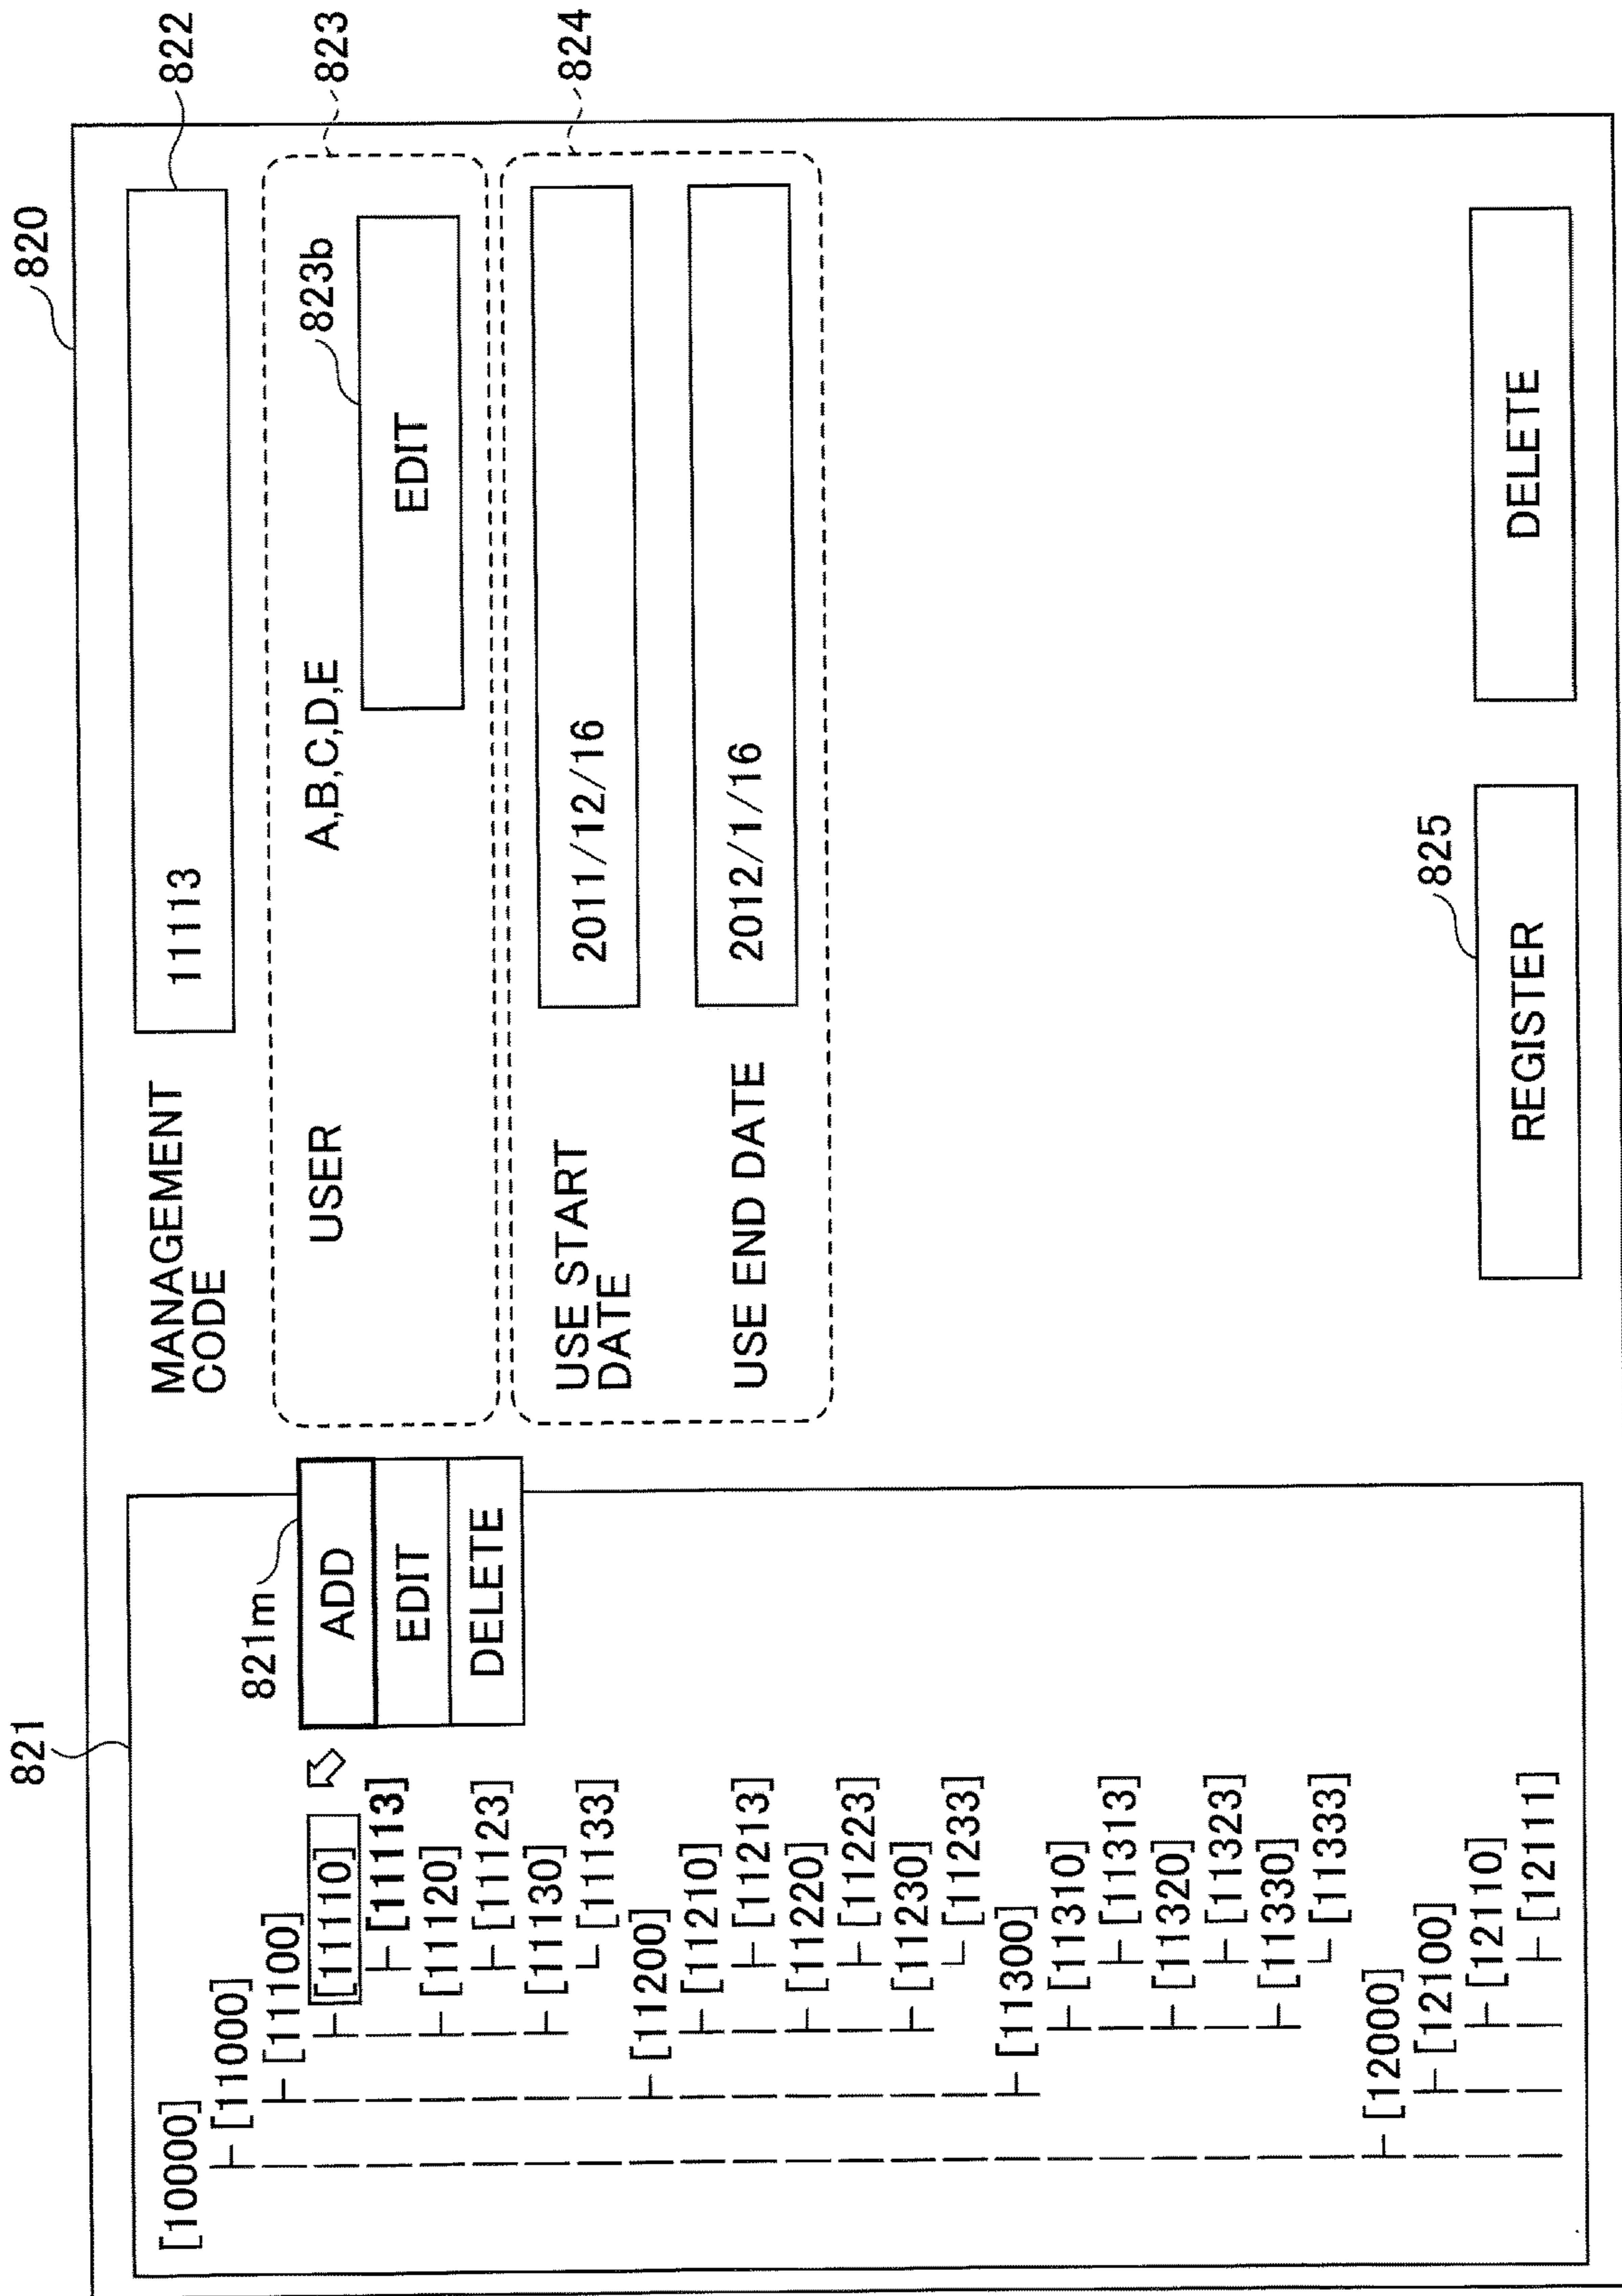 820
821
822
823
823b
824
825
821m
[10000]
├ [11000]
├ [11100]
├ [11110]
├ [11113]
├ [11120]
├ [11123]
├ [11130]
└ [11133]
├ [11200]
├ [11210]
├ [11213]
├ [11220]
├ [11223]
├ [11230]
└ [11233]
├ [11300]
├ [11310]
├ [11313]
├ [11320]
├ [11323]
├ [11330]
└ [11333]
├ [12000]
├ [12100]
├ [12110]
├ [12111]
ADD
EDIT
DELETE
MANAGEMENT
CODE
11113
USER
A,B,C,D,E
EDIT
USE START
DATE
2011/12/16
USE END DATE
2012/1/16
REGISTER
DELETE